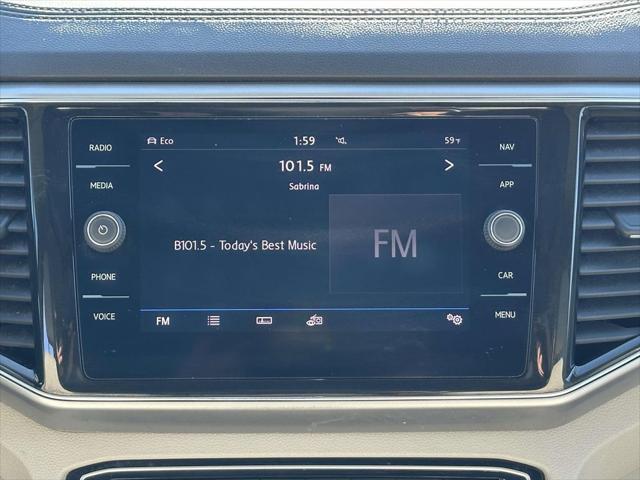 RADIO
MEDIA
PHONE
VOICE
Eco 1:59 59°F
101.5 FM
Sabrina
B101.5 - Today's Best Music
FM
FM
NAV
APP
CAR
MENU